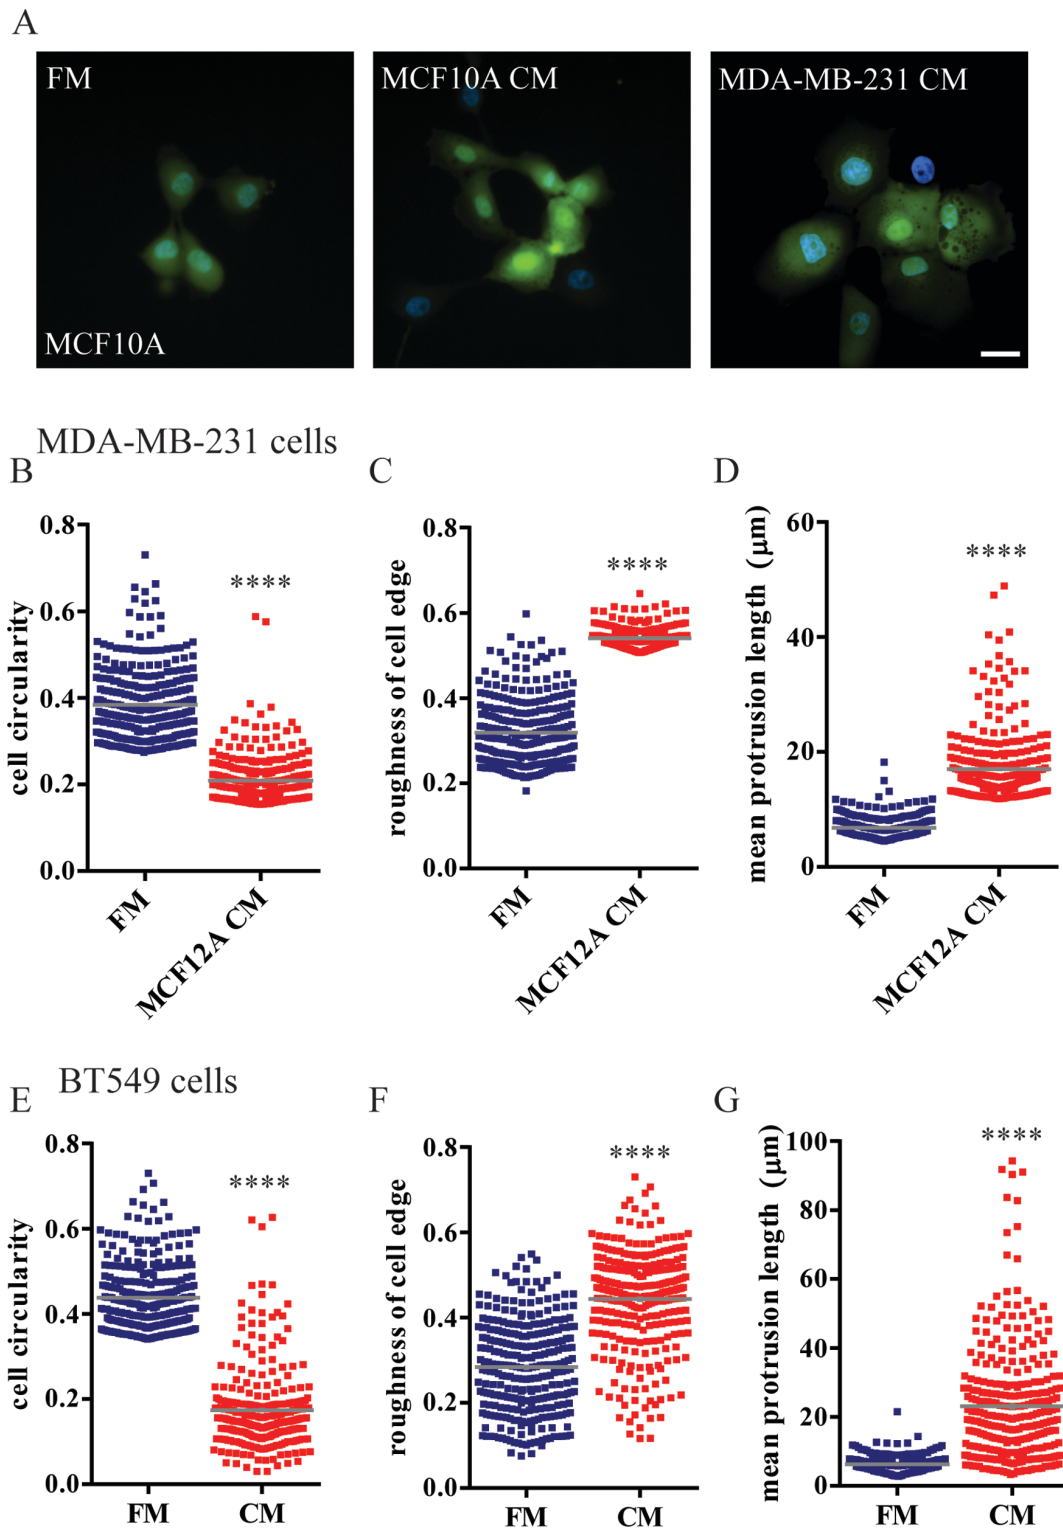 A
FM
MCF10A CM
MDA-MB-231 CM
MCF10A
MDA-MB-231 cells
B
C
D
cell circularity
0.8
0.6
0.4
0.2
0.0
****
FM
MCF12A CM
roughness of cell edge
0.8
0.6
0.4
0.2
0.0
****
FM
MCF12A CM
mean protrusion length (μm)
60
40
20
0
****
FM
MCF12A CM
BT549 cells
E
F
G
cell circularity
0.8
0.6
0.4
0.2
0.0
****
FM
CM
roughness of cell edge
0.8
0.6
0.4
0.2
0.0
****
FM
CM
mean protrusion length (μm)
100
80
60
40
20
0
****
FM
CM